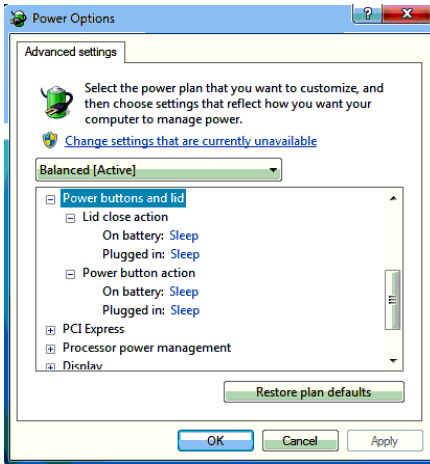 Power Options
Advanced settings
Select the power plan that you want to customize, and
then choose settings that reflect how you want your
computer to manage power.
Change settings that are currently unavailable
Balanced [Active]
Power buttons and lid
Lid close action
On battery: Sleep
Plugged in: Sleep
Power button action
On battery: Sleep
Plugged in: Sleep
PCI Express
Processor power management
Display
Restore plan defaults
OK
Cancel
Apply